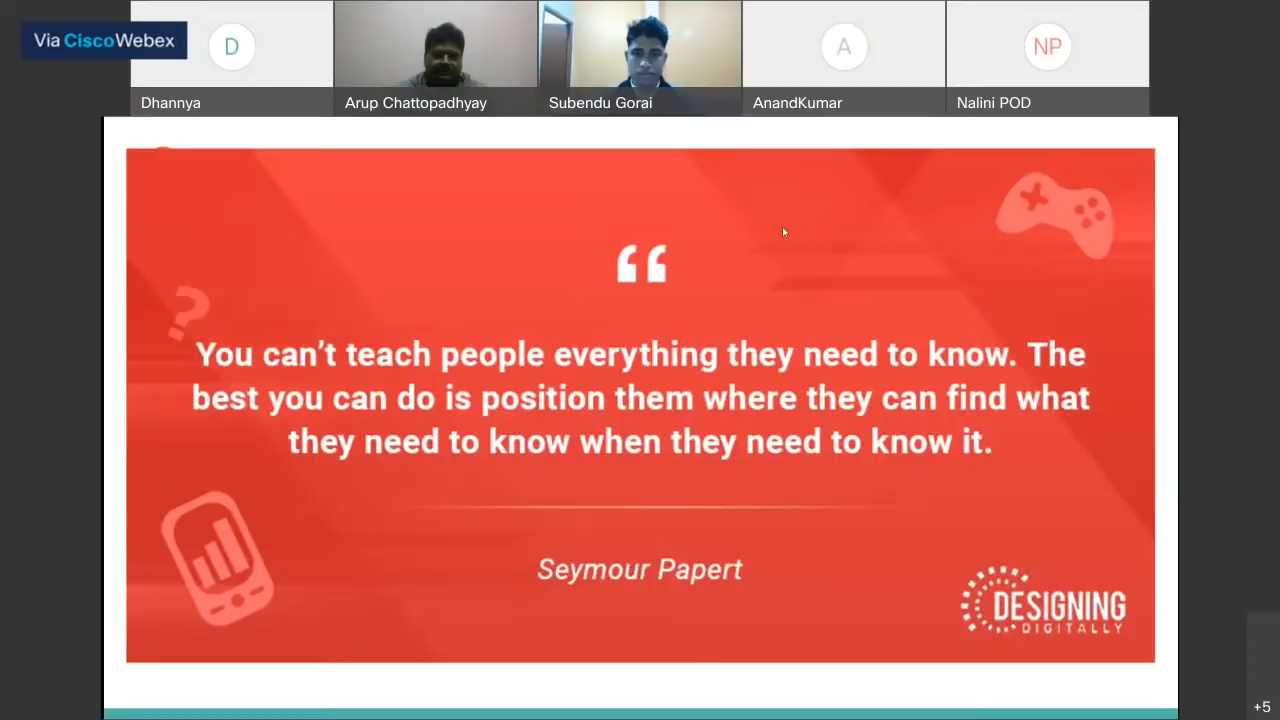 Via CiscoWebex
D
A
NP
Dhannya
Arup Chattopadhyay
Subendu Gorai
AnandKumar
Nalini POD
“
You can’t teach people everything they need to know. The
best you can do is position them where they can find what
they need to know when they need to know it.
?
Seymour Papert
DESIGNING
DIGITALLY
+5